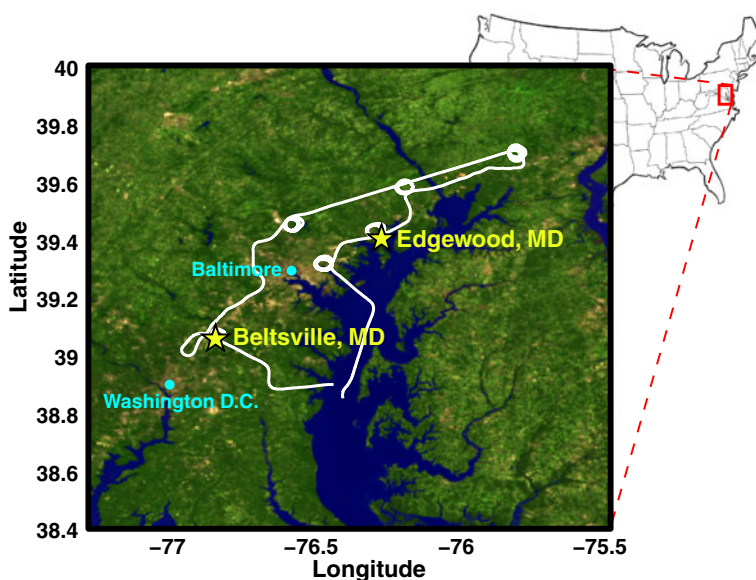 40
39.8
39.6
39.4
39.2
39
38.8
38.6
38.4
Latitude
Edgewood, MD
Baltimore
Beltsville, MD
Washington D.C.
−77
−76.5
−76
−75.5
Longitude